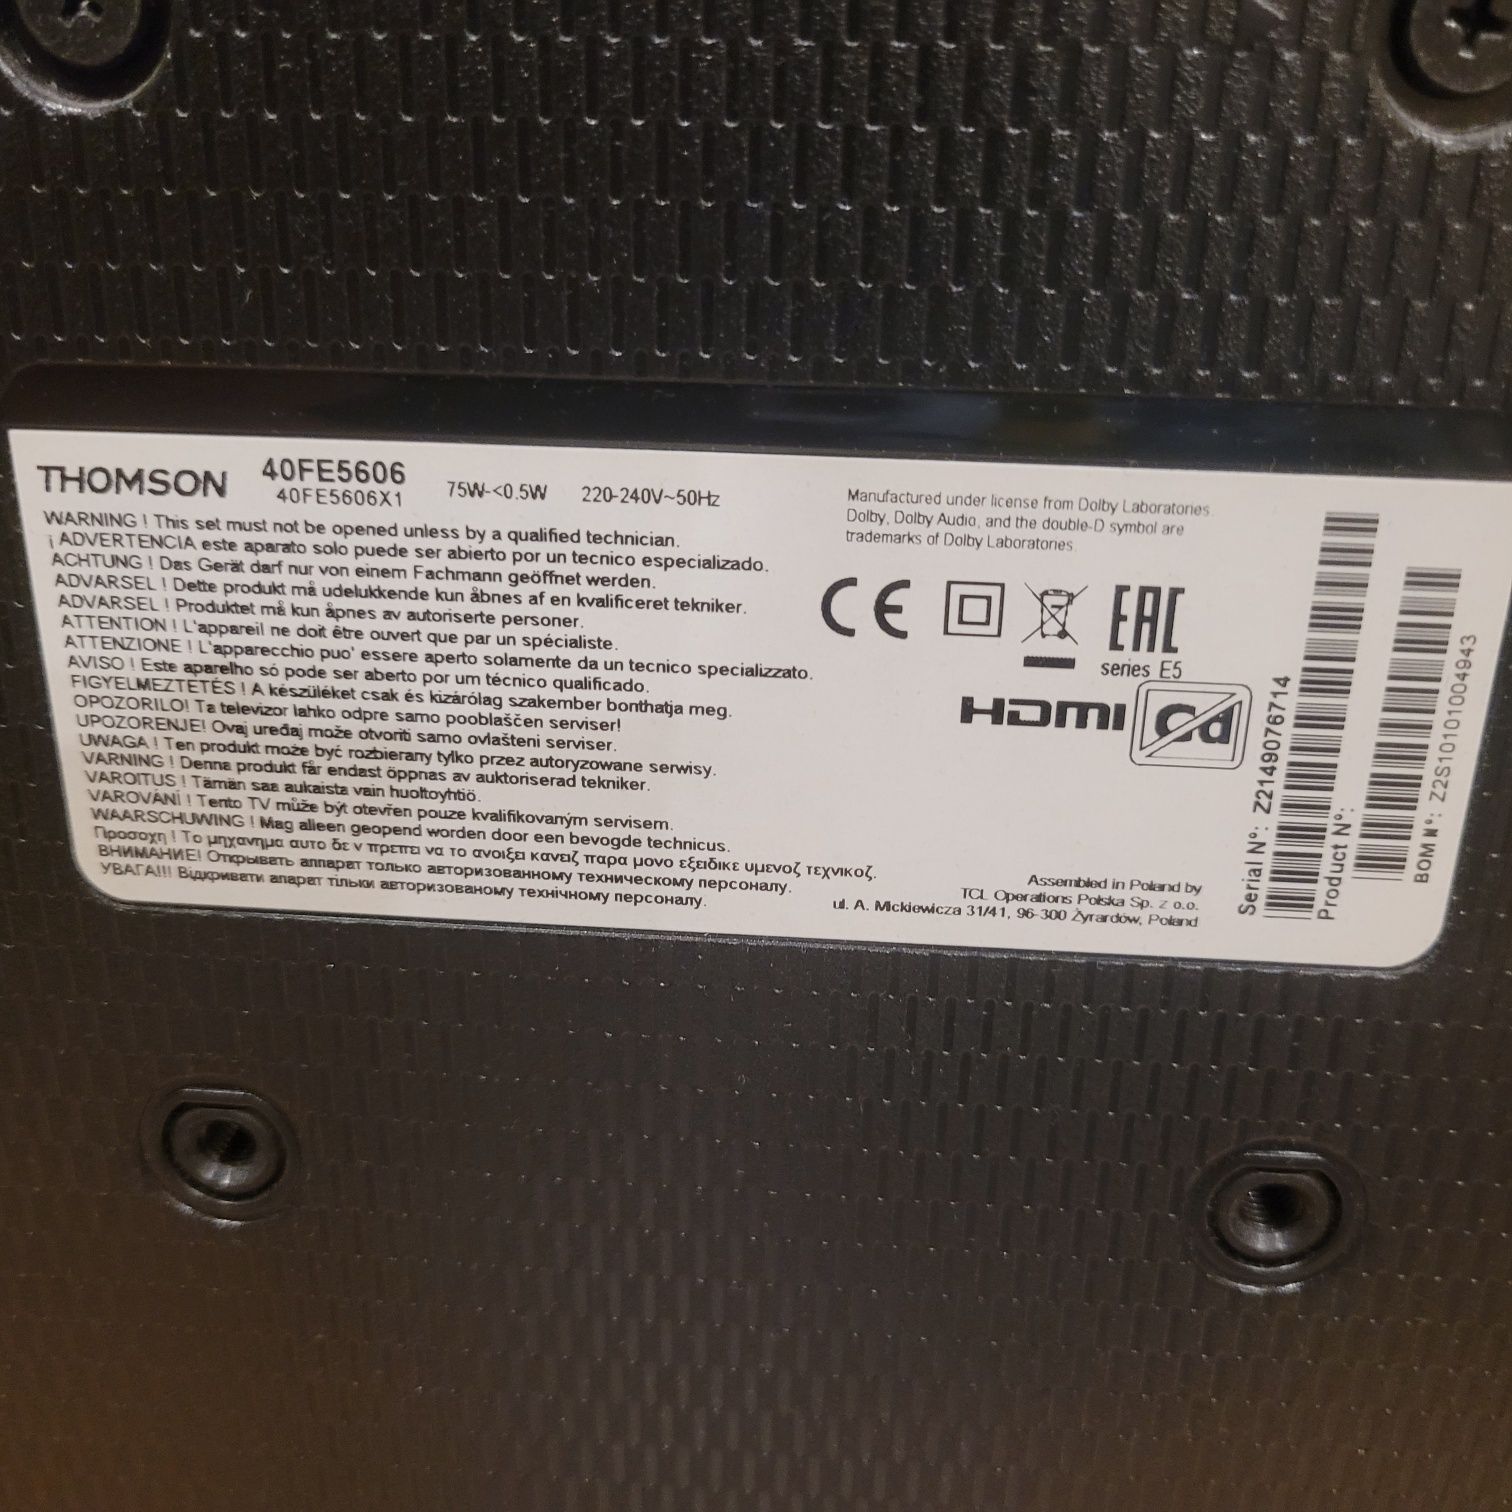 THOMSON
40FE5606
40FE5606X1
75W-<0.5W
220-240V~50Hz
WARNING ! This set must not be opened unless by a qualified technician.
¡ ADVERTENCIA este aparato solo puede ser abierto por un tecnico especializado.
ACHTUNG ! Das Gerät darf nur von einem Fachmann geöffnet werden.
ADVARSEL ! Dette produkt må udelukkende kun åbnes af en kvalificeret tekniker.
ADVARSEL ! Produktet må kun åpnes av autoriserte personer.
ATTENTION ! L'appareil ne doit être ouvert que par un spécialiste.
ATTENZIONE ! L'apparecchio puo' essere aperto solamente da un tecnico specializzato.
AVISO ! Este aparelho só pode ser aberto por um técnico qualificado.
FIGYELMEZTETÉS ! A készüléket csak és kizárólag szakember bonthatja meg.
OPOZORILO! Ta televizor lahko odpre samo pooblaščen serviser!
UPOZORENJE! Ovaj uređaj može otvoriti samo ovlašteni serviser.
UWAGA ! Ten produkt może być rozbierany tylko przez autoryzowane serwisy.
VARNING ! Denna produkt får endast öppnas av auktoriserad tekniker.
VAROITUS ! Tämän saa aukaista vain huoltoyhtiö.
VAROVÁNÍ ! Tento TV může být otevřen pouze kvalifikovaným servisem.
WAARSCHUWING ! Mag alleen geopend worden door een bevogde technicus.
Προσοχη ! Το μηχανημα αυτο δε ν πρεπει να το ανοιξει κανειζ παρα μονο εξειδικε υμενοζ τεχνικοζ.
ВНИМАНИЕ! Открывать аппарат только авторизованному техническому персоналу.
УВАГА!!! Відкривати апарат тільки авторизованому технічному персоналу.
Manufactured under license from Dolby Laboratories.
Dolby, Dolby Audio, and the double-D symbol are
trademarks of Dolby Laboratories.
CE
EAC
series E5
HDMI
Cd
Assembled in Poland by
TCL Operations Polska Sp. z o.o.
ul. A. Mickiewicza 31/41, 96-300 Żyrardów, Poland
Serial Nº: Z2149076714
Product Nº:
BOM Nº: Z2S10101004943